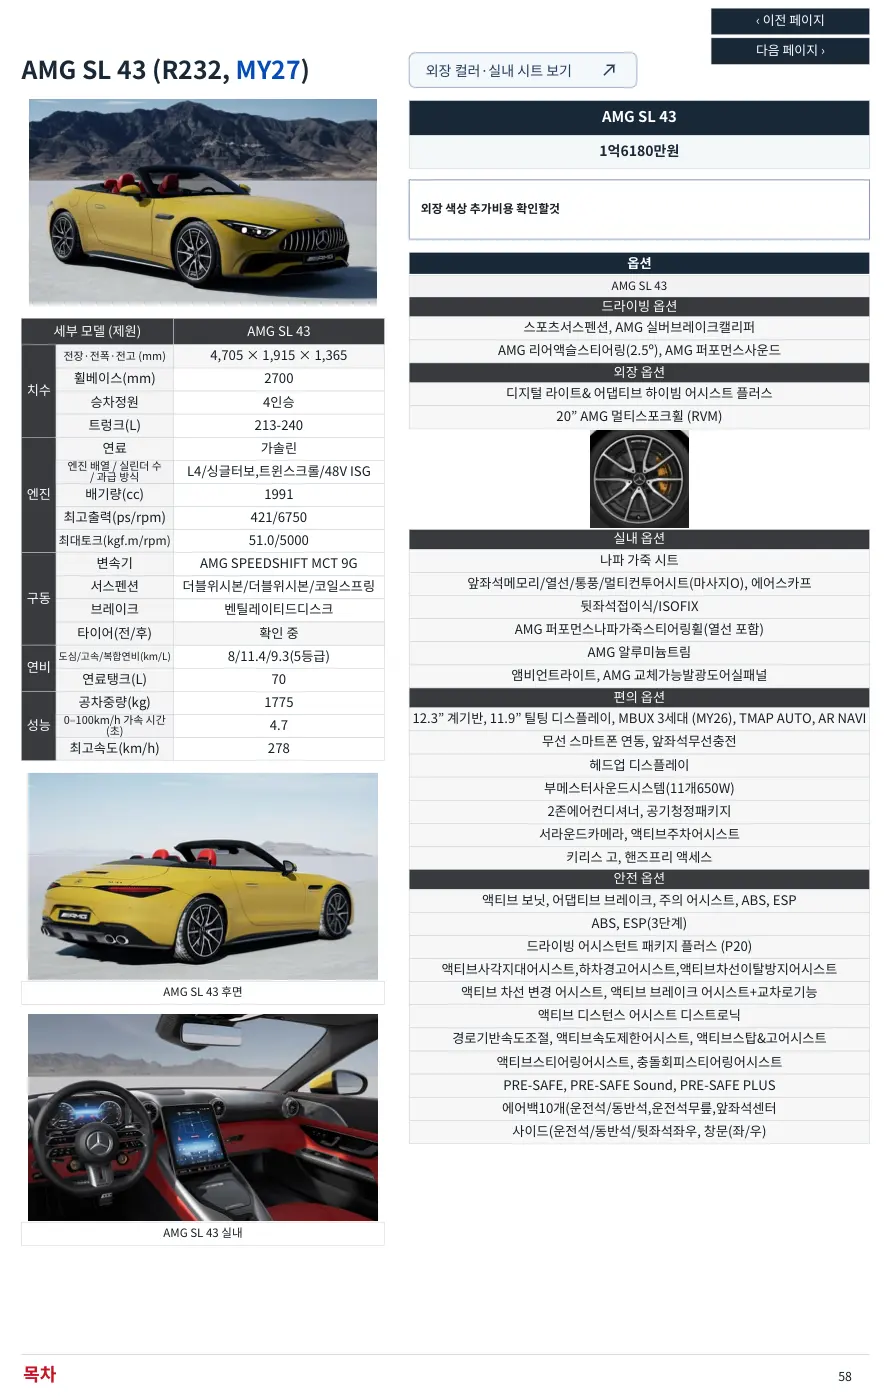 ‹ 이전 페이지
다음 페이지 ›
AMG SL 43 (R232, MY27)
외장 컬러·실내 시트 보기
AMG SL 43
1억6180만원
외장 색상 추가비용 확인할것
세부 모델 (제원) AMG SL 43
치수
전장·전폭·전고 (mm) 4,705 × 1,915 × 1,365
휠베이스(mm) 2700
승차정원 4인승
트렁크(L) 213-240
엔진
연료 가솔린
엔진 배열 / 실린더 수
/ 과급 방식 L4/싱글터보,트윈스크롤/48V ISG
배기량(cc) 1991
최고출력(ps/rpm) 421/6750
최대토크(kgf.m/rpm) 51.0/5000
구동
변속기 AMG SPEEDSHIFT MCT 9G
서스펜션 더블위시본/더블위시본/코일스프링
브레이크 벤틸레이티드디스크
타이어(전/후) 확인 중
연비
도심/고속/복합연비(km/L) 8/11.4/9.3(5등급)
연료탱크(L) 70
성능
공차중량(kg) 1775
0–100km/h 가속 시간
(초) 4.7
최고속도(km/h) 278
AMG SL 43 후면
AMG SL 43 실내
옵션
AMG SL 43
드라이빙 옵션
스포츠서스펜션, AMG 실버브레이크캘리퍼
AMG 리어액슬스티어링(2.5º), AMG 퍼포먼스사운드
외장 옵션
디지털 라이트& 어댑티브 하이빔 어시스트 플러스
20” AMG 멀티스포크휠 (RVM)
실내 옵션
나파 가죽 시트
앞좌석메모리/열선/통풍/멀티컨투어시트(마사지O), 에어스카프
뒷좌석접이식/ISOFIX
AMG 퍼포먼스나파가죽스티어링휠(열선 포함)
AMG 알루미늄트림
앰비언트라이트, AMG 교체가능발광도어실패널
편의 옵션
12.3” 계기반, 11.9” 틸팅 디스플레이, MBUX 3세대 (MY26), TMAP AUTO, AR NAVI
무선 스마트폰 연동, 앞좌석무선충전
헤드업 디스플레이
부메스터사운드시스템(11개650W)
2존에어컨디셔너, 공기청정패키지
서라운드카메라, 액티브주차어시스트
키리스 고, 핸즈프리 액세스
안전 옵션
액티브 보닛, 어댑티브 브레이크, 주의 어시스트, ABS, ESP
ABS, ESP(3단계)
드라이빙 어시스턴트 패키지 플러스 (P20)
액티브사각지대어시스트,하차경고어시스트,액티브차선이탈방지어시스트
액티브 차선 변경 어시스트, 액티브 브레이크 어시스트+교차로기능
액티브 디스턴스 어시스트 디스트로닉
경로기반속도조절, 액티브속도제한어시스트, 액티브스탑&고어시스트
액티브스티어링어시스트, 충돌회피스티어링어시스트
PRE-SAFE, PRE-SAFE Sound, PRE-SAFE PLUS
에어백10개(운전석/동반석,운전석무릎,앞좌석센터
사이드(운전석/동반석/뒷좌석좌우, 창문(좌/우)
목차
58